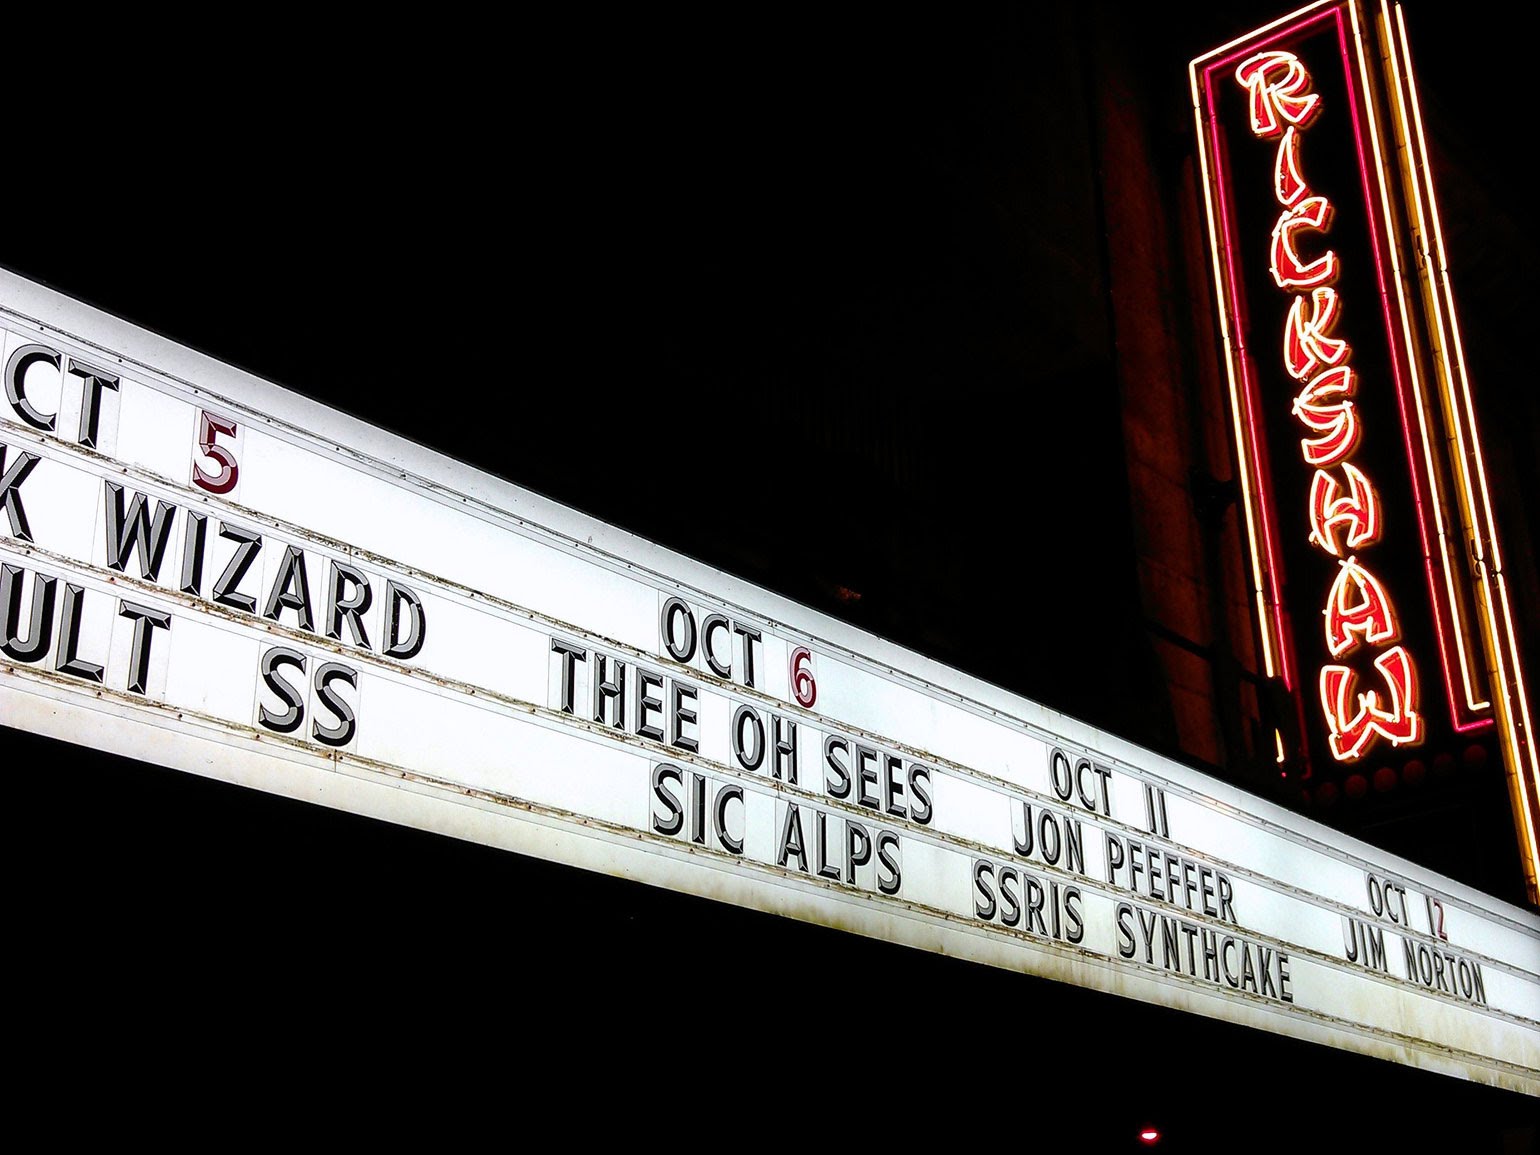 RICKSHAW
CT 5
K WIZARD
ULT SS
OCT 6
THEE OH SEES
SIC ALPS
OCT 11
JON PFEFFER
SSRIS SYNTHCAKE
OCT 12
JIM NORTON